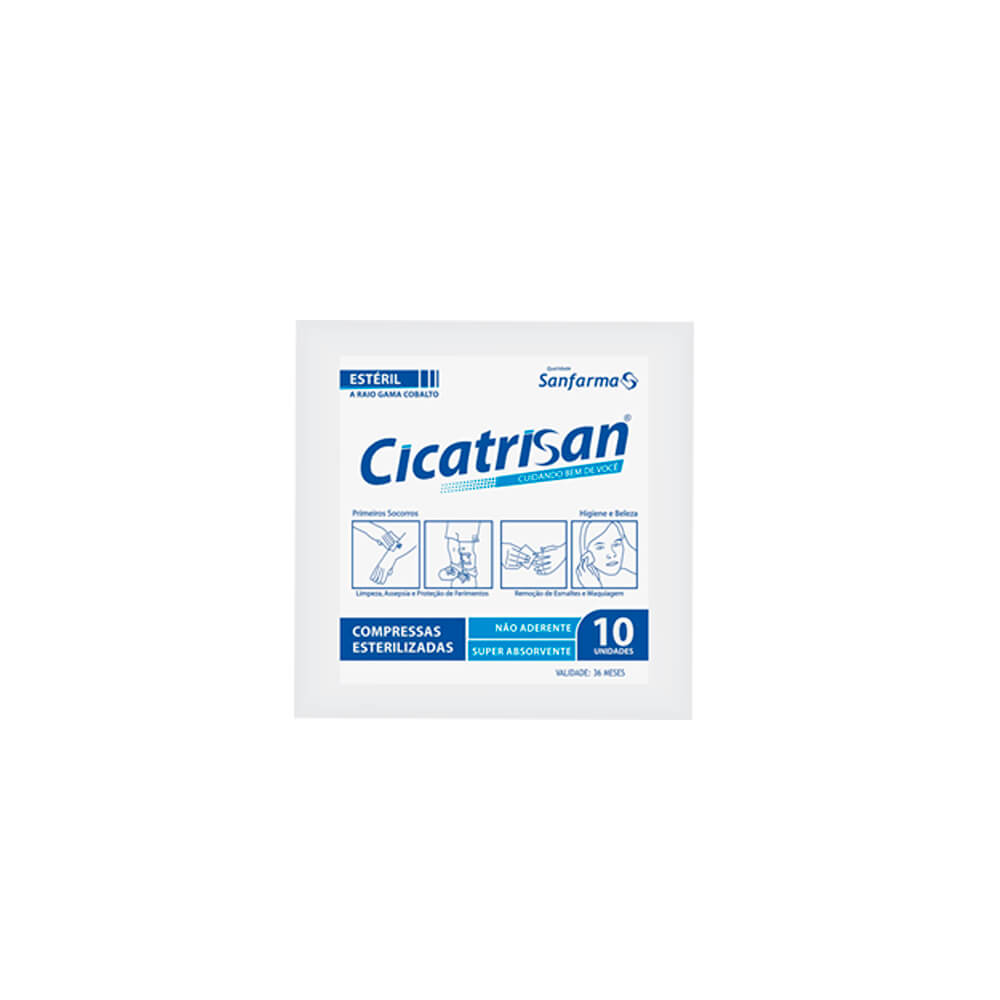 ESTÉRIL
A RAIO GAMA COBALTO
Qualidade
Sanfarma
Cicatrisan®
CUIDANDO BEM DE VOCÊ
Primeiros Socorros
Higiene e Beleza
Limpeza, Assepsia e Proteção de Ferimentos
Remoção de Esmaltes e Maquiagem
COMPRESSAS
ESTERILIZADAS
NÃO ADERENTE
SUPER ABSORVENTE
10
UNIDADES
VALIDADE: 36 MESES